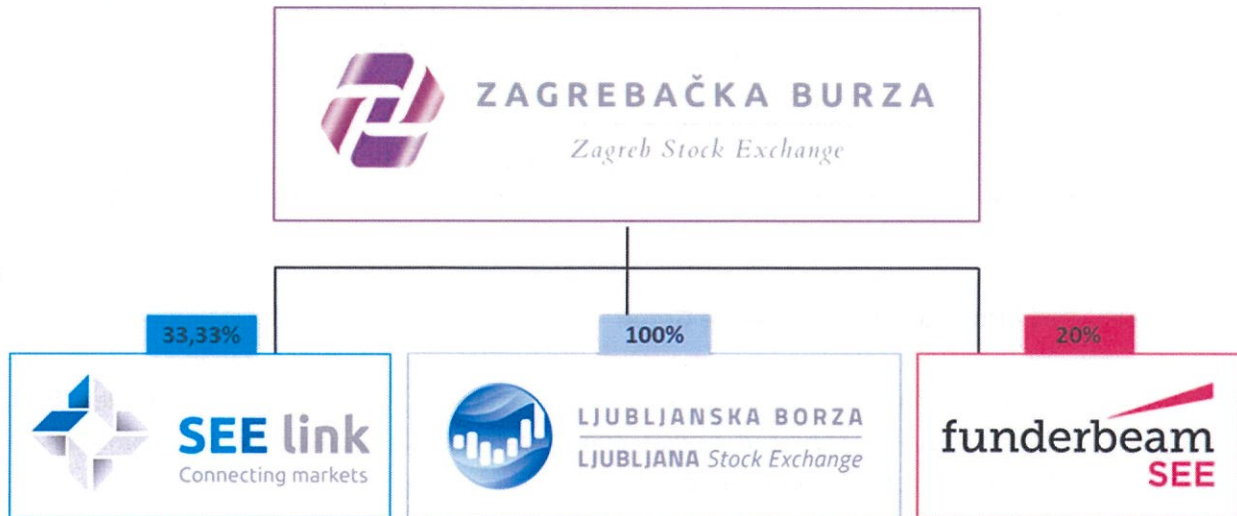 ZAGREBAČKA BURZA
Zagreb Stock Exchange
33,33%
100%
20%
SEE link
Connecting markets
LJUBLJANSKA BORZA
LJUBLJANA Stock Exchange
funderbeam
SEE